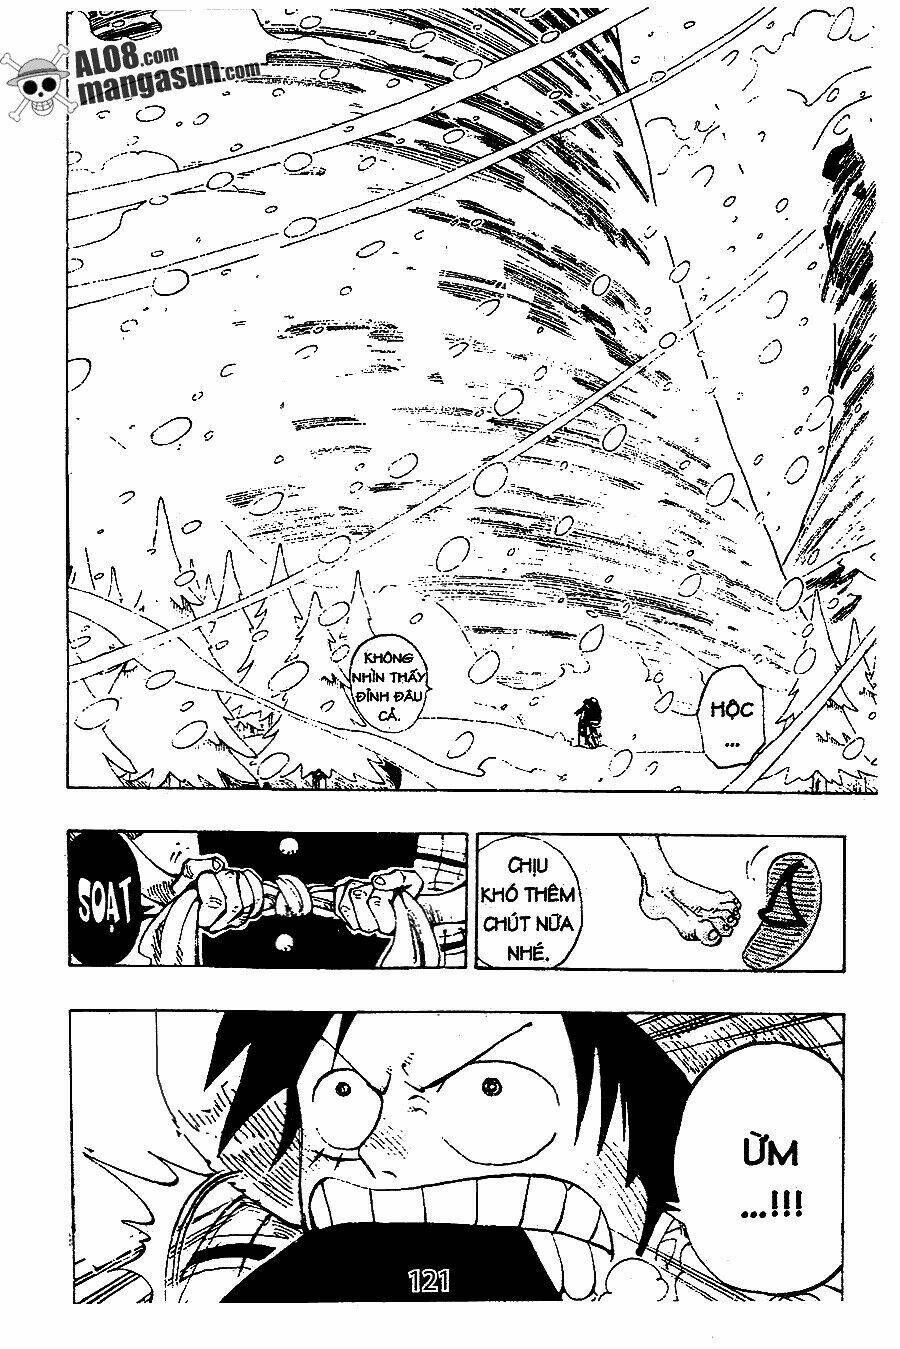 AL08.com
mangasun.com
HỘC
...
KHÔNG
NHÌN THẤY
ĐỈNH ĐÂU
CẢ.
CHỊU
KHÓ THÊM
CHÚT NỮA
NHÉ.
SOẠT
ỪM
...!!!
121